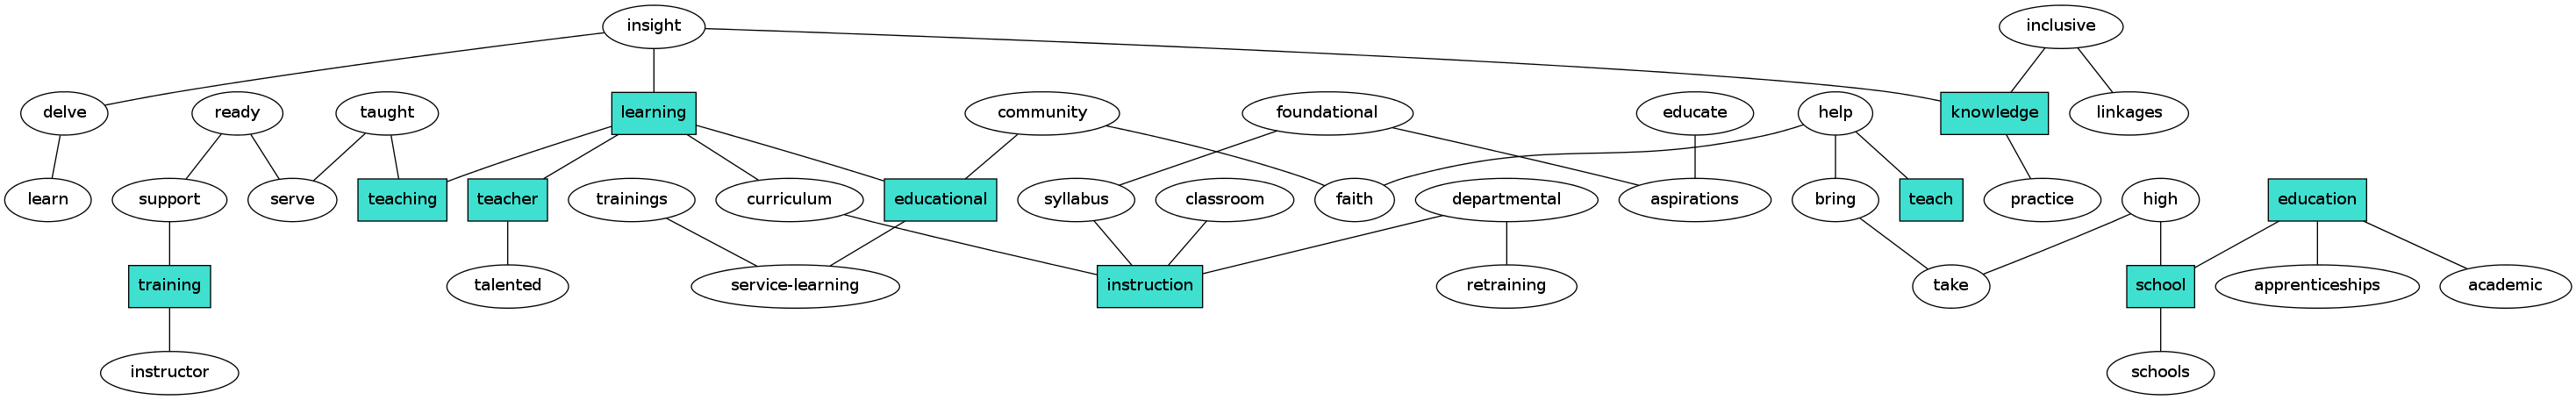 insight
inclusive
delve
ready
taught
learning
community
foundational
educate
help
knowledge
linkages
learn
support
serve
teaching
teacher
trainings
curriculum
educational
syllabus
classroom
faith
departmental
aspirations
bring
teach
practice
high
education
training
talented
service-learning
instruction
retraining
take
school
apprenticeships
academic
instructor
schools